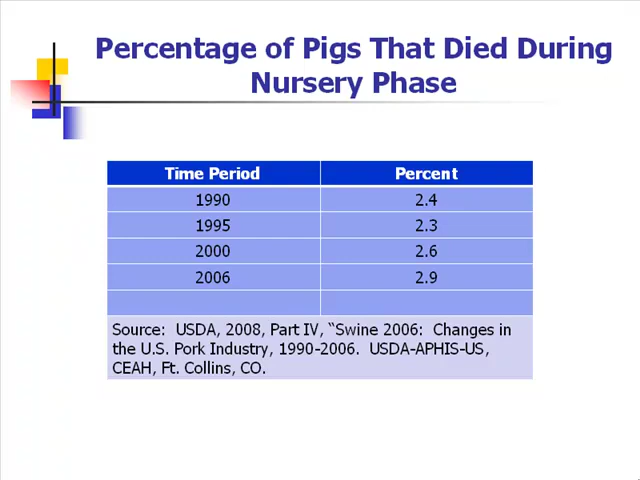 Percentage of Pigs That Died During
Nursery Phase
Time Period Percent
1990 2.4
1995 2.3
2000 2.6
2006 2.9
Source: USDA, 2008, Part IV, “Swine 2006: Changes in
the U.S. Pork Industry, 1990-2006. USDA-APHIS-US,
CEAH, Ft. Collins, CO.